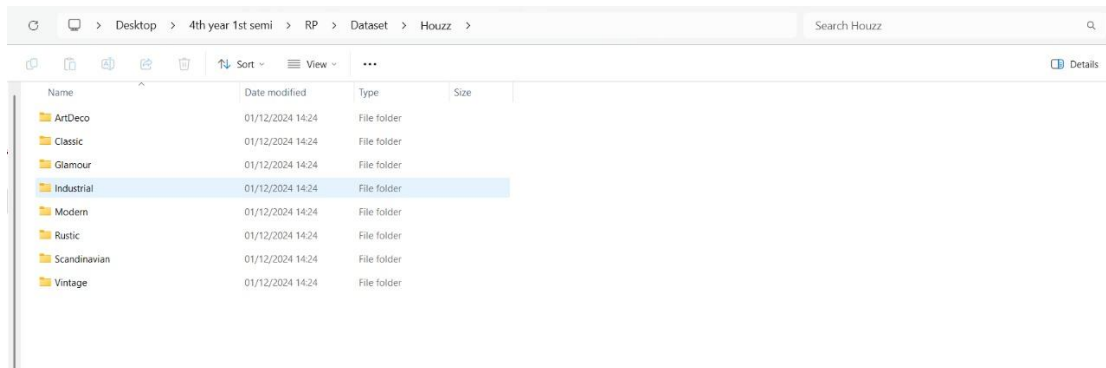 Desktop > 4th year 1st semi > RP > Dataset > Houzz > Search Houzz
Sort View ... Details
Name Date modified Type Size
ArtDeco 01/12/2024 14:24 File folder
Classic 01/12/2024 14:24 File folder
Glamour 01/12/2024 14:24 File folder
Industrial 01/12/2024 14:24 File folder
Modern 01/12/2024 14:24 File folder
Rustic 01/12/2024 14:24 File folder
Scandinavian 01/12/2024 14:24 File folder
Vintage 01/12/2024 14:24 File folder